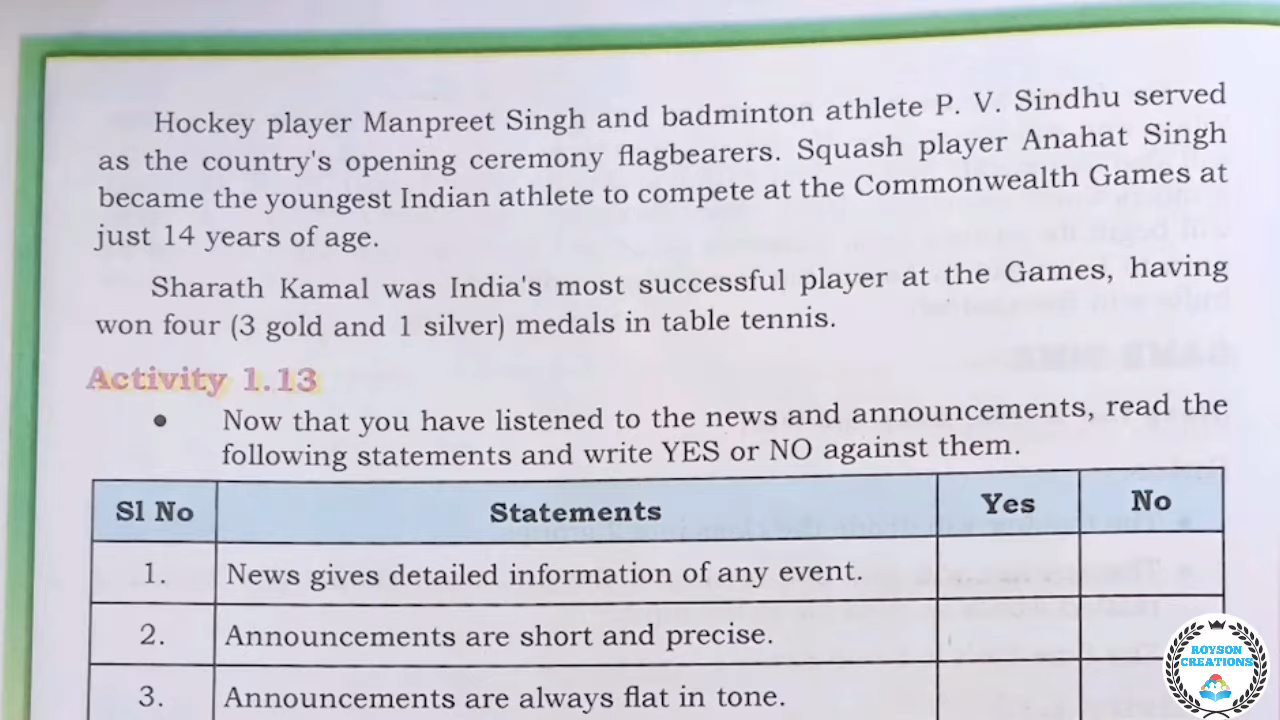 Hockey player Manpreet Singh and badminton athlete P. V. Sindhu served
as the country's opening ceremony flagbearers. Squash player Anahat Singh
became the youngest Indian athlete to compete at the Commonwealth Games at
just 14 years of age.
Sharath Kamal was India's most successful player at the Games, having
won four (3 gold and 1 silver) medals in table tennis.
Activity 1.13
• Now that you have listened to the news and announcements, read the
following statements and write YES or NO against them.
Sl No Statements Yes No
1. News gives detailed information of any event.
2. Announcements are short and precise.
3. Announcements are always flat in tone.
ROYSON
CREATIONS